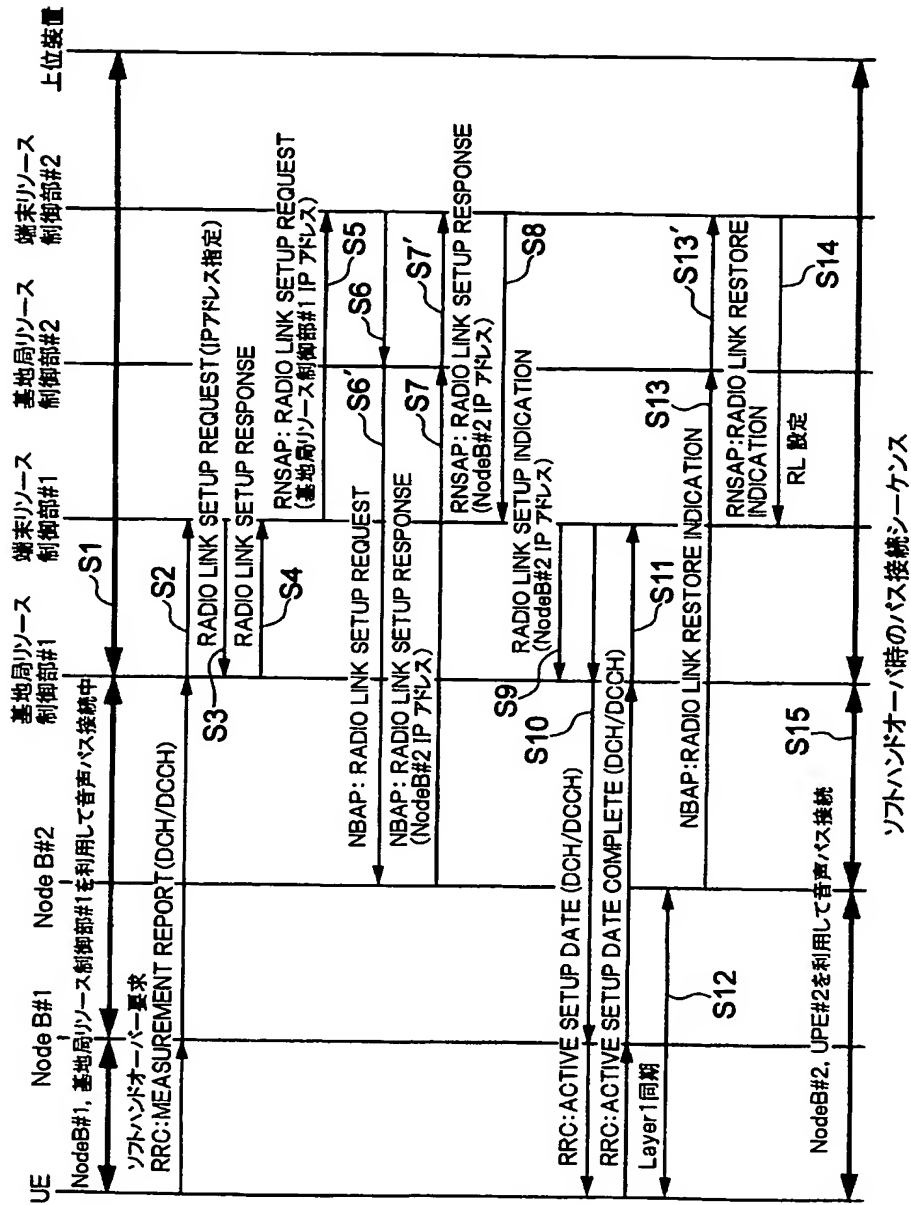 UE
Node B#1
Node B#2
基地局リソース
制御部#1
端末リソース
制御部#1
基地局リソース
制御部#2
端末リソース
制御部#2
上位装置
NodeB#1, 基地局リソース制御部#1を利用して音声パス接続中
S1
ソフトハンドオーバー要求
RRC:MEASUREMENT REPORT(DCH/DCCH)
S2
RADIO LINK SETUP REQUEST(IPアドレス指定)
S3
RADIO LINK
SETUP RESPONSE
S4
RNSAP: RADIO LINK SETUP REQUEST
(基地局リソース制御部#1 IP アドレス)
S5
NBAP: RADIO LINK SETUP REQUEST
S6'
S6
NBAP: RADIO LINK SETUP RESPONSE
(NodeB#2 IP アドレス)
S7
S7'
RNSAP: RADIO LINK SETUP RESPONSE
(NodeB#2 IP アドレス)
S8
RADIO LINK SETUP INDICATION
(NodeB#2 IP アドレス)
S9
RRC:ACTIVE SETUP DATE (DCH/DCCH)
S10
RRC:ACTIVE SETUP DATE COMPLETE (DCH/DCCH)
S11
Layer1同期
S12
NBAP:RADIO LINK RESTORE INDICATION
S13
S13'
RNSAP:RADIO LINK RESTORE
INDICATION
RL 設定
S14
NodeB#2, UPE#2を利用して音声パス接続
S15
ソフトハンドオーバ時のパス接続シーケンス